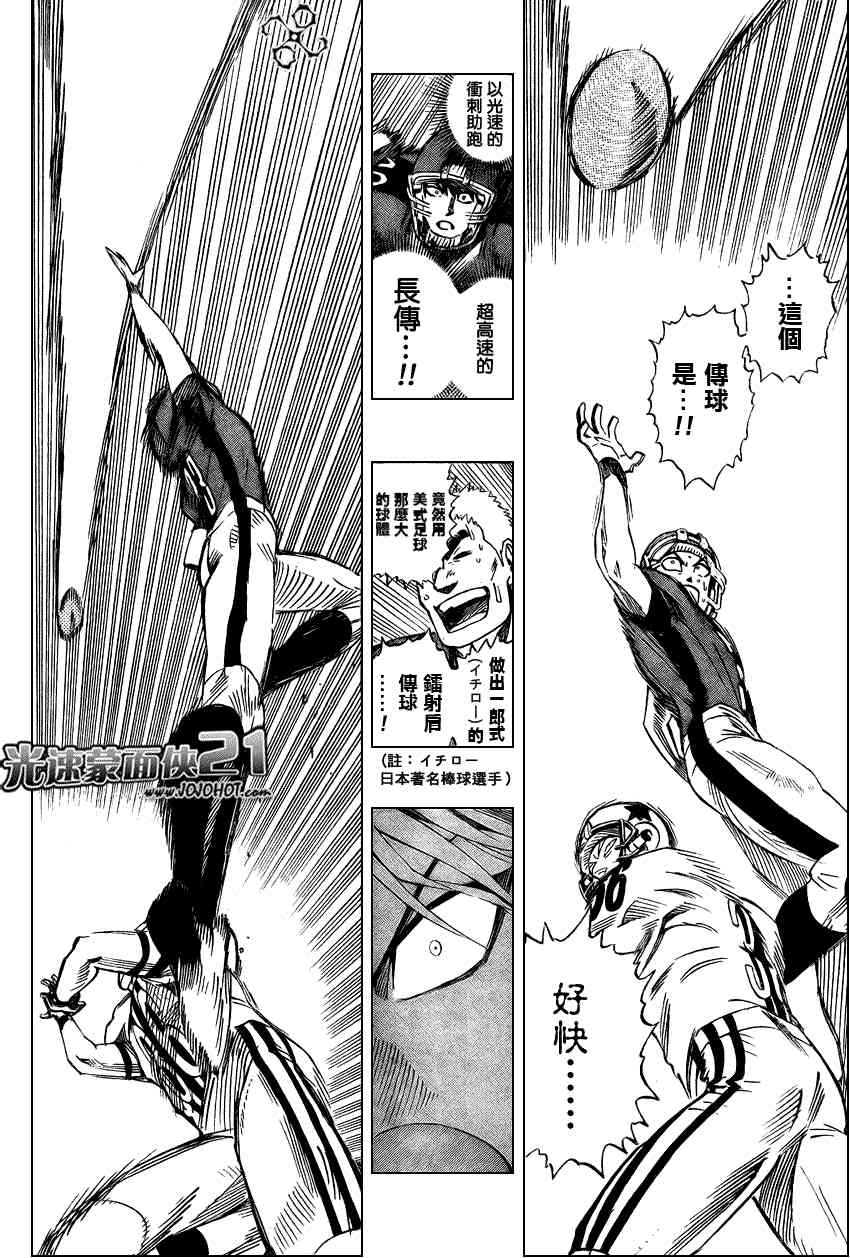 …這個
傳球
是…!!
好快……
以光速的
衝刺助跑
超高速的
長傳…!!
竟然用
美式足球
那麼大
的球體
做出一郎式
(イチロー)的
鐳射肩
傳球
……!
(註：イチロー
日本著名棒球選手)
光速蒙面俠21
www.JOJOHOT.com